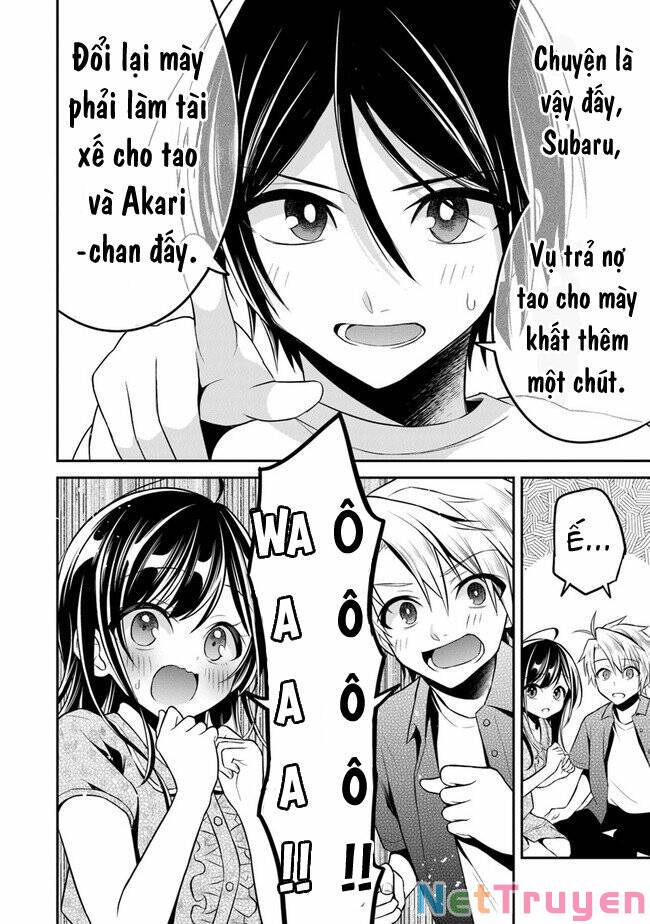 Chuyện là
vậy đấy,
Subaru,
Vụ trả nợ
tao cho mày
khất thêm
một chút.
Đổi lại mày
phải làm tài
xế cho tao
và Akari
-chan đấy.
Ế...
Ô
Ô
Ô
Ô
!!
WA
A
A
A
!!
NetTruyen